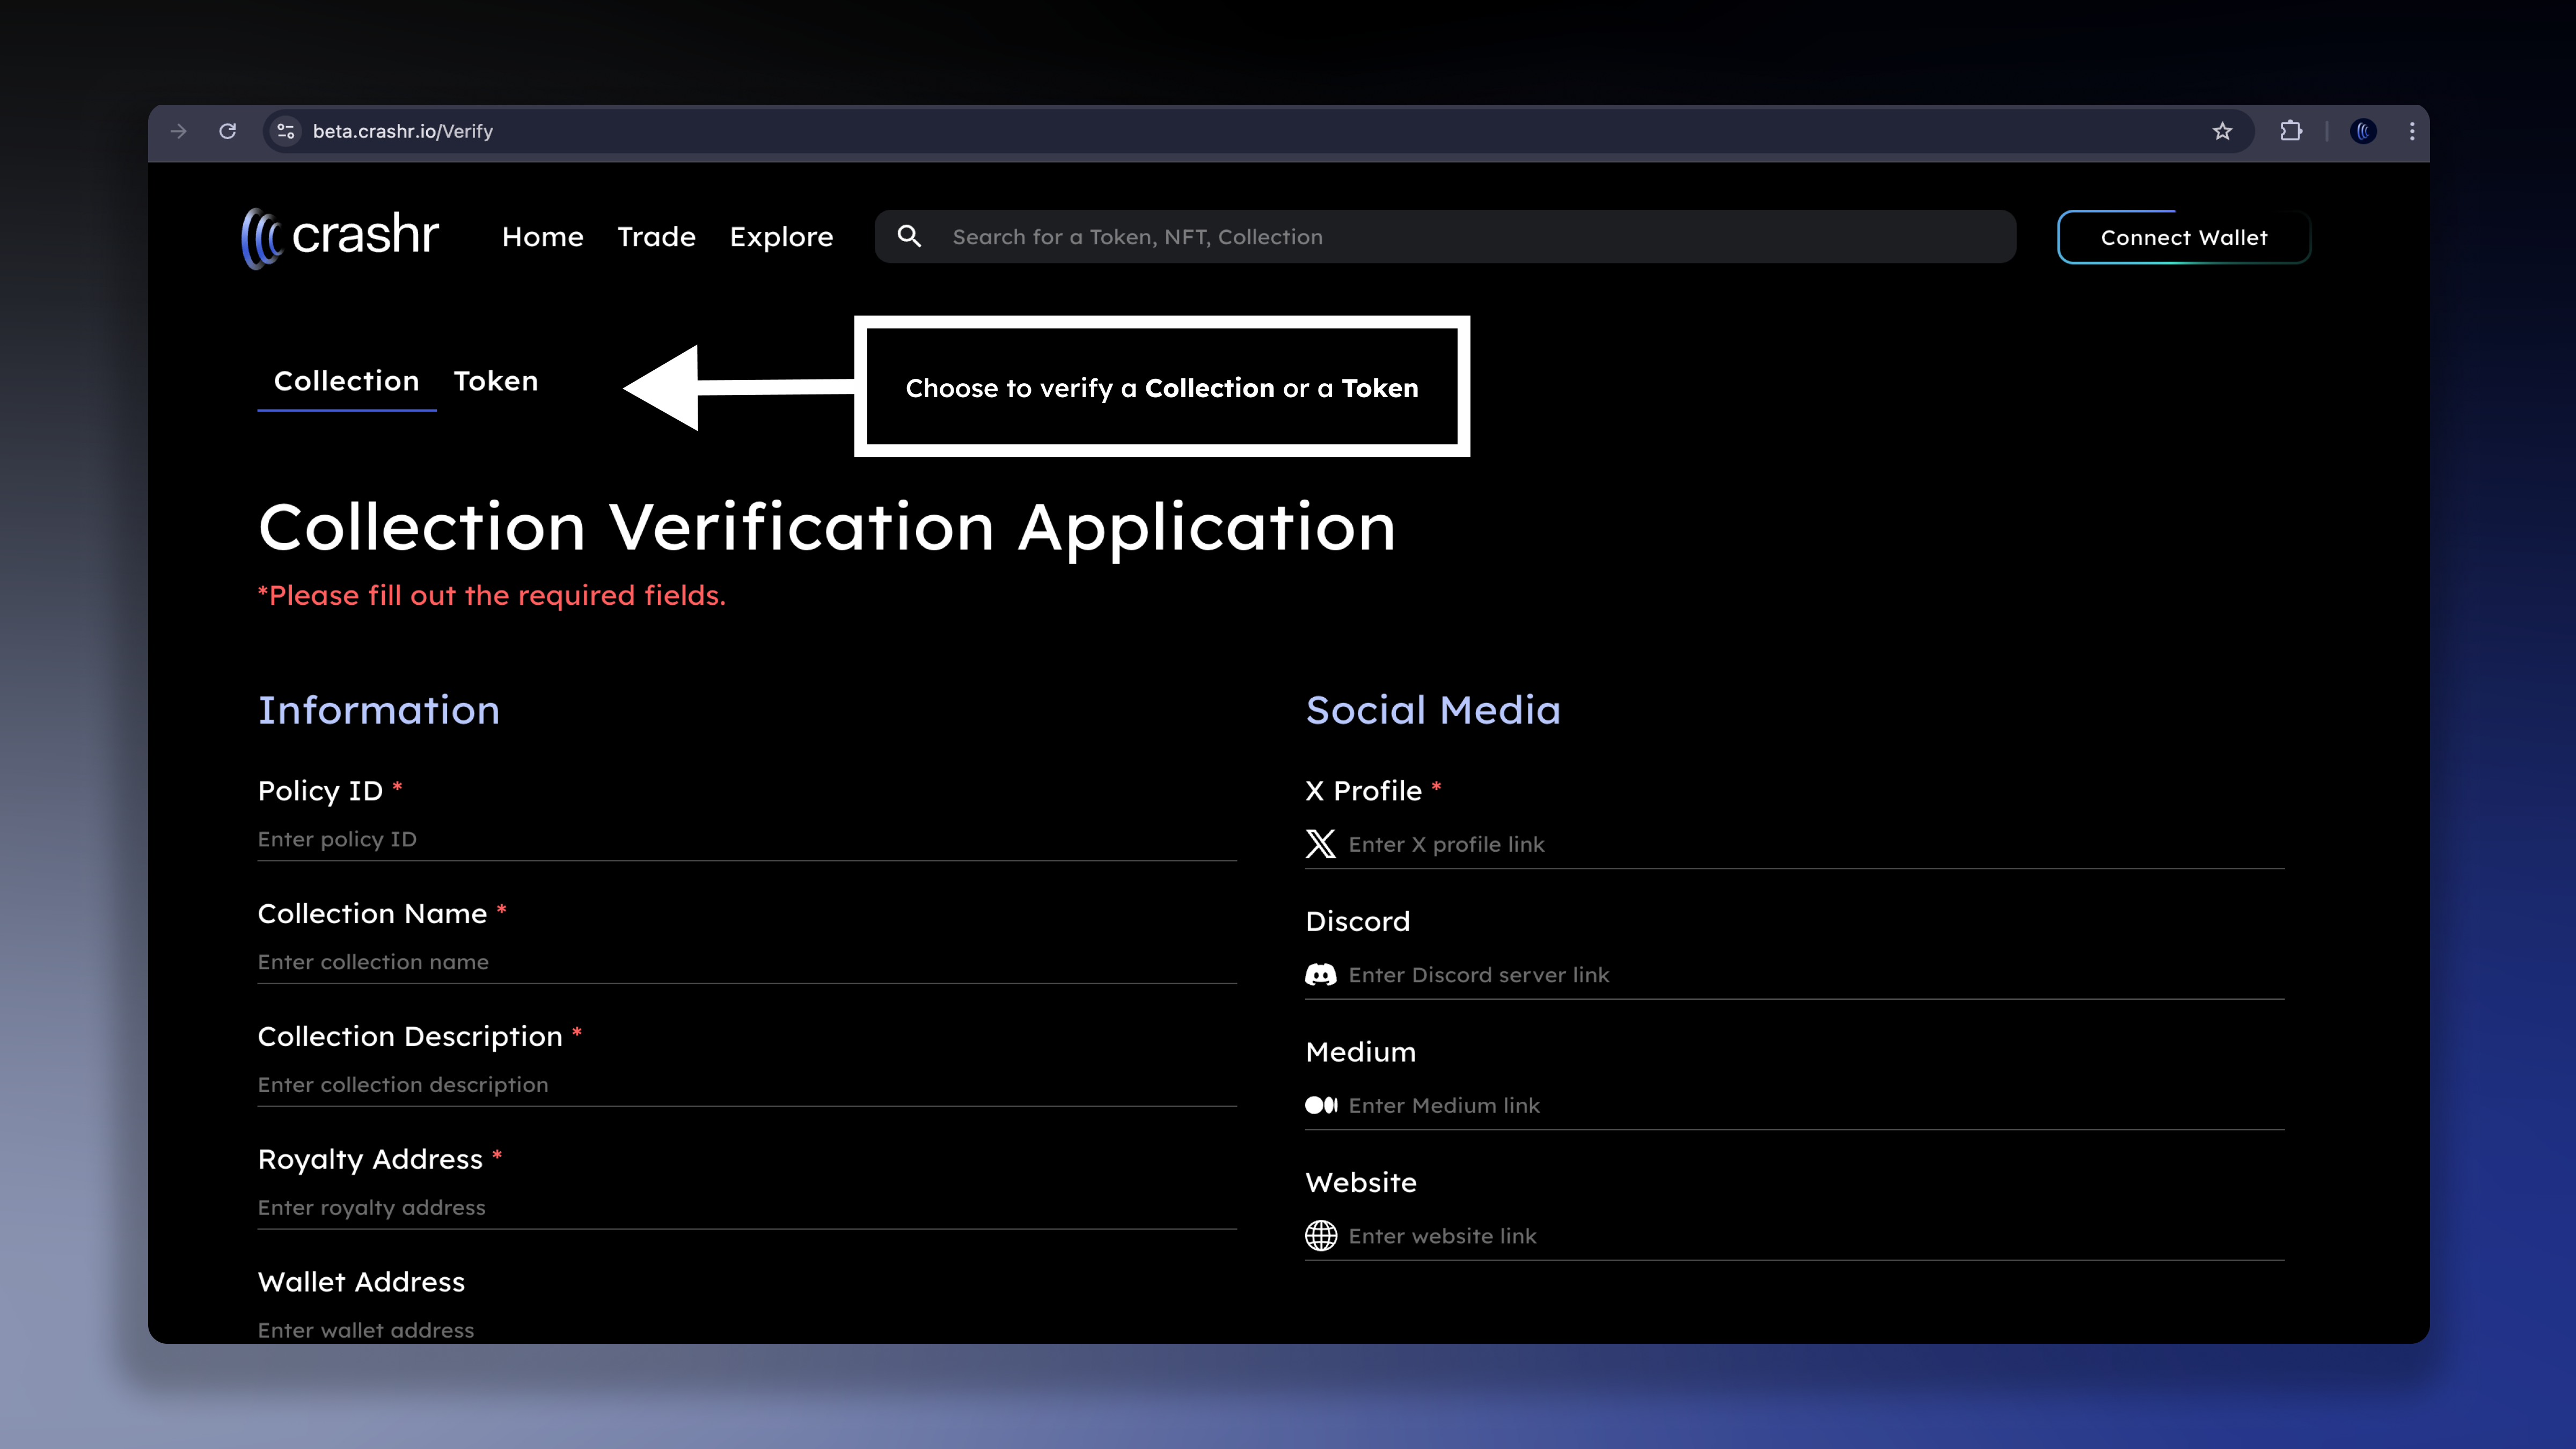 beta.crashr.io/Verify
crashr
Home Trade Explore
Search for a Token, NFT, Collection
Connect Wallet
Collection Token
Choose to verify a Collection or a Token
Collection Verification Application
*Please fill out the required fields.
Information
Policy ID *
Enter policy ID
Collection Name *
Enter collection name
Collection Description *
Enter collection description
Royalty Address *
Enter royalty address
Wallet Address
Enter wallet address
Social Media
X Profile *
Enter X profile link
Discord
Enter Discord server link
Medium
Enter Medium link
Website
Enter website link